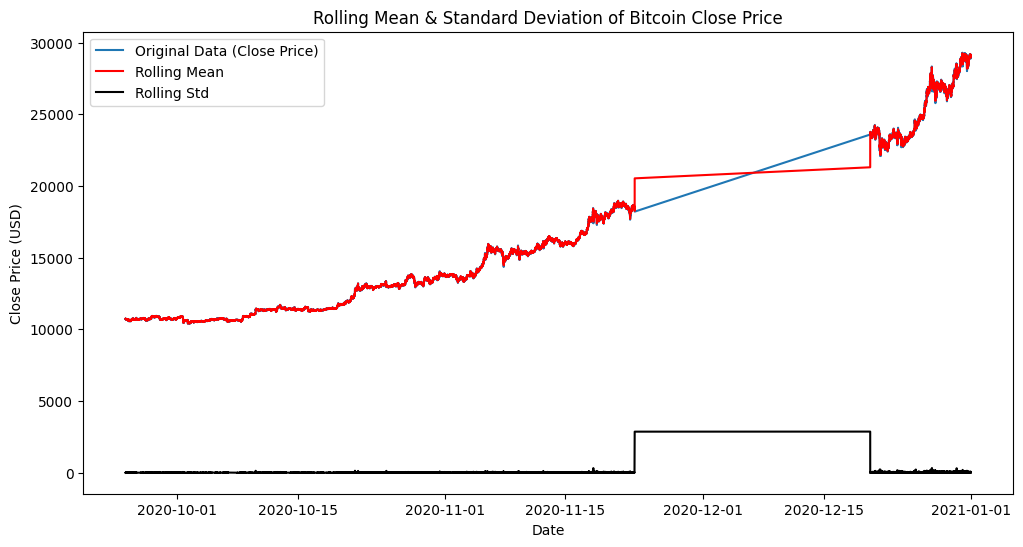 Rolling Mean & Standard Deviation of Bitcoin Close Price
Original Data (Close Price)
Rolling Mean
Rolling Std
Close Price (USD)
30000
25000
20000
15000
10000
5000
0
2020-10-01 2020-10-15 2020-11-01 2020-11-15 2020-12-01 2020-12-15 2021-01-01
Date